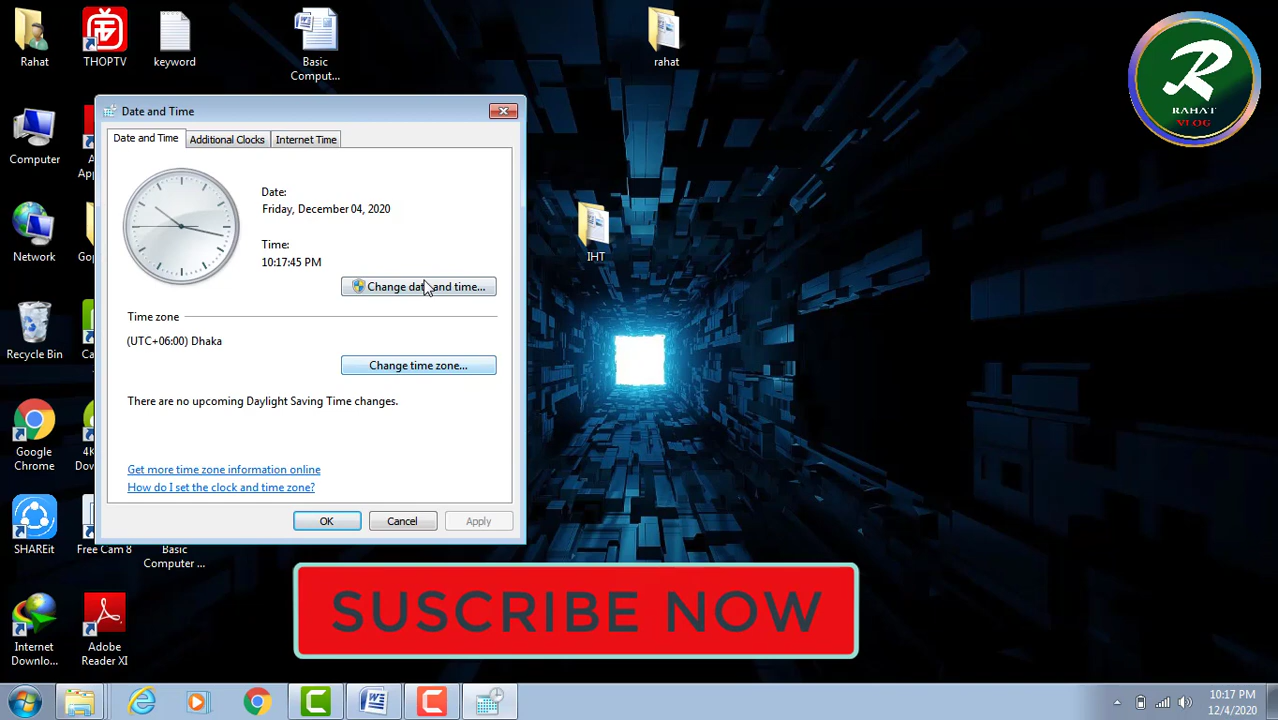 Rahat
THOPTV
keyword
Basic
Comput...
rahat
RAHAT
VLOG
Computer
Network
Recycle Bin
Google
Chrome
SHAREit
Free Cam 8
Basic
Computer ...
Internet
Downlo...
Adobe
Reader XI
IHT
Date and Time
Date and Time
Additional Clocks
Internet Time
Date:
Friday, December 04, 2020
Time:
10:17:45 PM
Change date and time...
Time zone
(UTC+06:00) Dhaka
Change time zone...
There are no upcoming Daylight Saving Time changes.
Get more time zone information online
How do I set the clock and time zone?
OK
Cancel
Apply
SUSCRIBE NOW
10:17 PM
12/4/2020